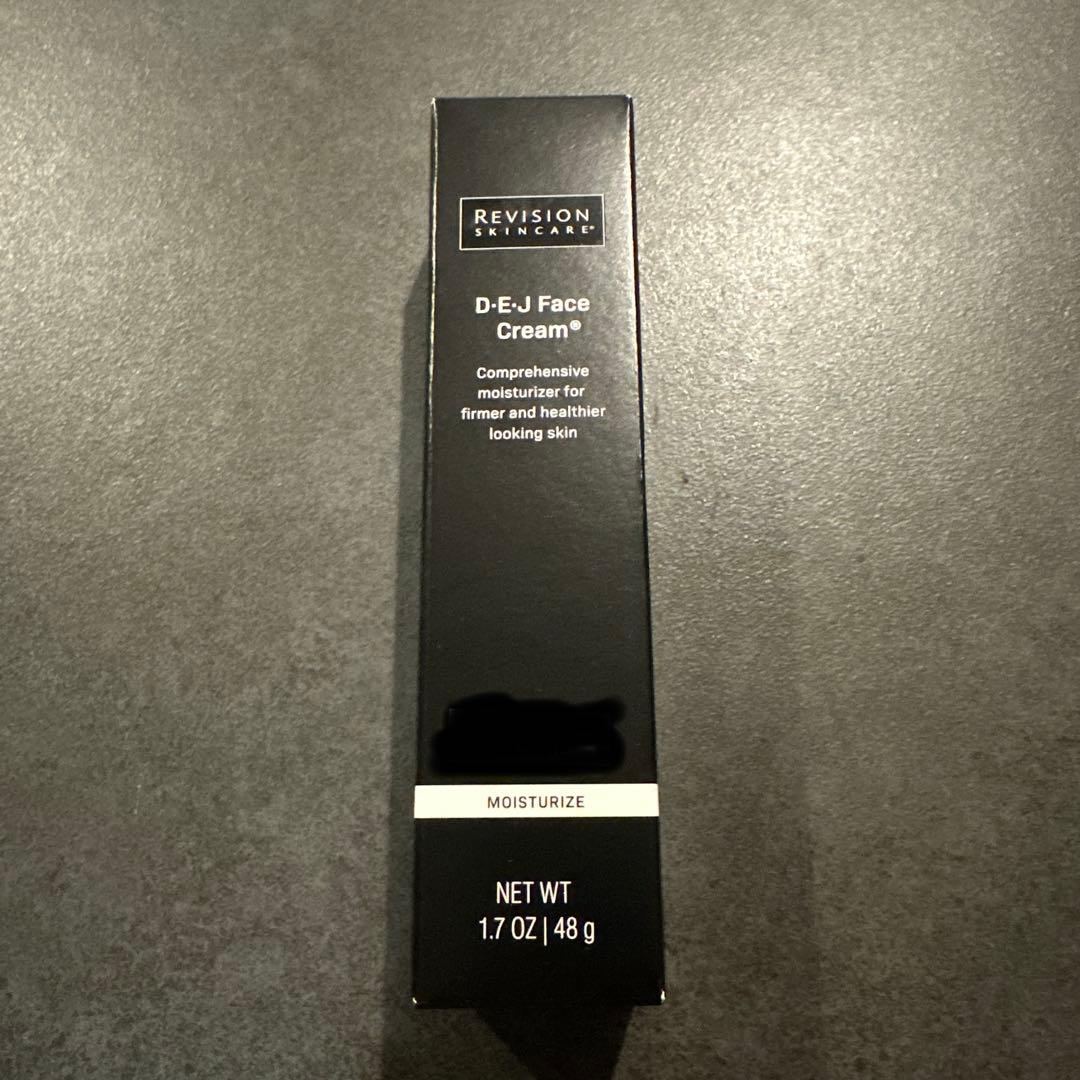 REVISION
SKINCARE®
D·E·J Face
Cream®
Comprehensive
moisturizer for
firmer and healthier
looking skin
MOISTURIZE
NET WT
1.7 OZ | 48 g